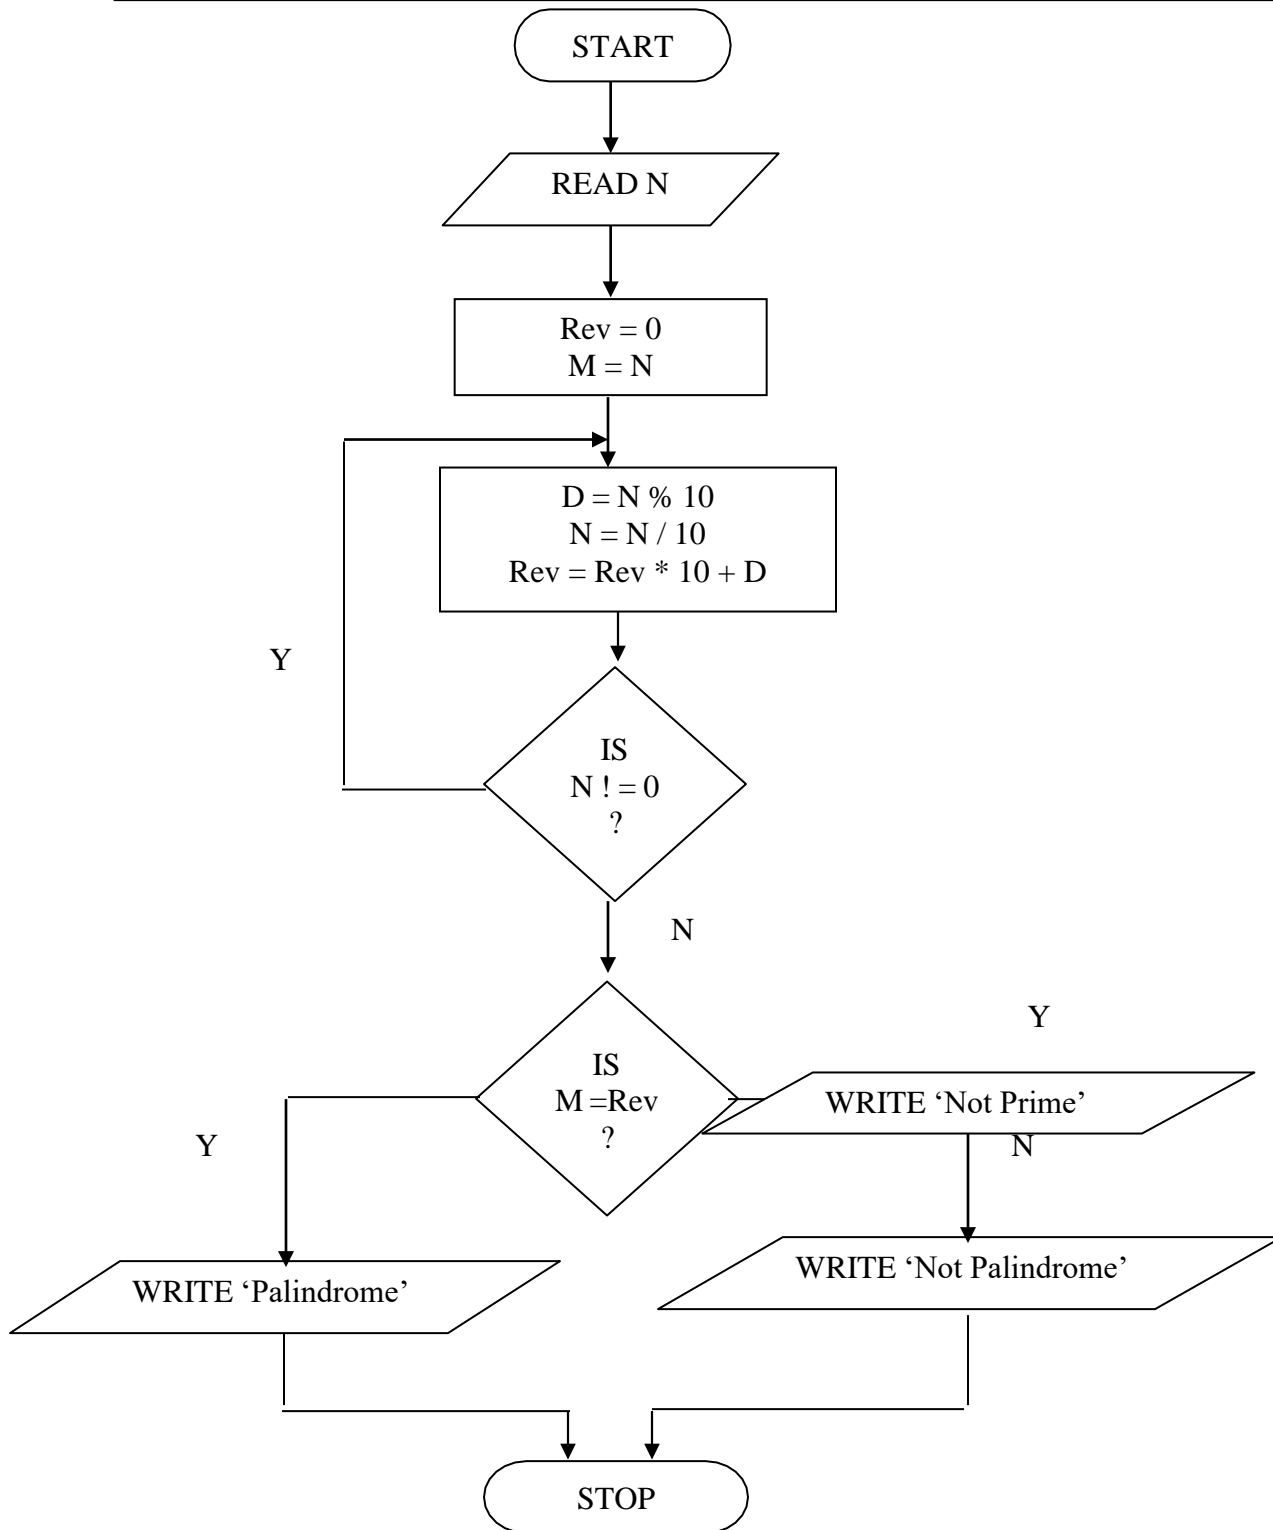 START
READ N
Rev = 0
M = N
D = N % 10
N = N / 10
Rev = Rev * 10 + D
Y
IS
N ! = 0
?
N
Y
IS
M =Rev
?
WRITE ‘Not Prime’
Y
N
WRITE ‘Palindrome’
WRITE ‘Not Palindrome’
STOP